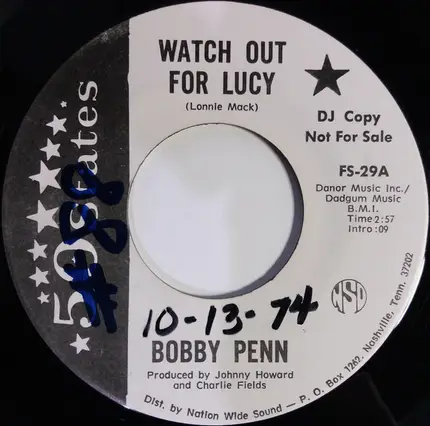 WATCH OUT
FOR LUCY
(Lonnie Mack)
DJ Copy
Not For Sale
FS-29A
Danor Music Inc./
Dadgum Music
B.M.I.
Time 2:57
Intro :09
50 states
#88
NSD
10-13-74
BOBBY PENN
Produced by Johnny Howard
and Charlie Fields
Dist. by Nation Wide Sound — P. O. Box 1262, Nashville, Tenn. 37202